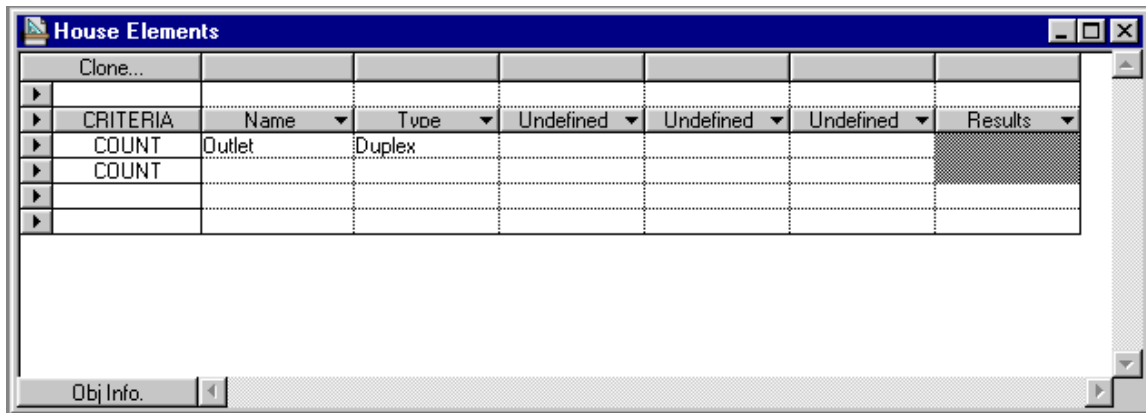 House Elements
Clone...
CRITERIA Name Type Undefined Undefined Undefined Results
COUNT Outlet Duplex
COUNT
Obj Info.